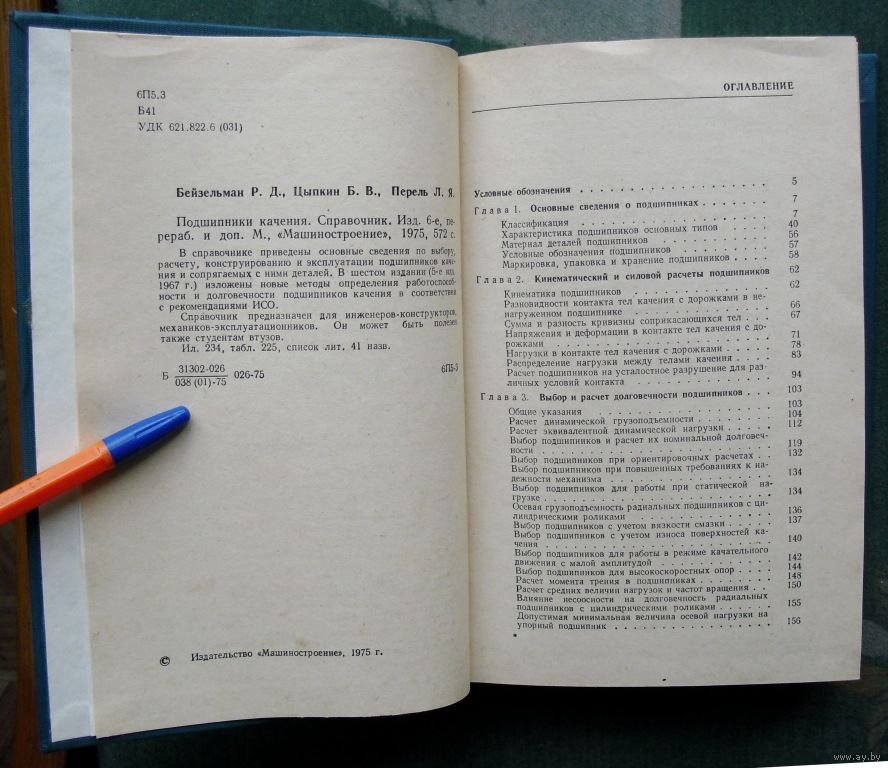 6П5.3
Б41
УДК 621.822.6 (031)
Бейзельман Р. Д., Цыпкин Б. В., Перель Л. Я.
Подшипники качения. Справочник. Изд. 6-е, пе-
рераб. и доп. М., «Машиностроение», 1975, 572 с.
В справочнике приведены основные сведения по выбору,
расчету, конструированию и эксплуатации подшипников каче-
ния и сопрягаемых с ними деталей. В шестом издании (5-е изд.
1967 г.) изложены новые методы определения работоспособ-
ности и долговечности подшипников качения в соответствии
с рекомендациями ИСО.
Справочник предназначен для инженеров-конструкторов,
механиков-эксплуатационников. Он может быть полезен
также студентам втузов.
Ил. 234, табл. 225, список лит. 41 назв.
Б 31302-026
038 (01)-75 026-75 6П5-3
© Издательство «Машиностроение», 1975 г.
ОГЛАВЛЕНИЕ
Условные обозначения 5
Глава 1. Основные сведения о подшипниках 7
Классификация 7
Характеристика подшипников основных типов 40
Материал деталей подшипников 56
Условные обозначения подшипников 57
Маркировка, упаковка и хранение подшипников 58
Глава 2. Кинематический и силовой расчеты подшипников 62
Кинематика подшипников 62
Разновидности контакта тел качения с дорожками в не-
нагруженном подшипнике 66
Сумма и разность кривизны соприкасающихся тел 67
Напряжения и деформации в контакте тел качения с до-
рожками 71
Нагрузки в контакте тел качения с дорожками 78
Распределение нагрузки между телами качения 83
Расчет подшипников на усталостное разрушение для раз-
личных условий контакта 94
Глава 3. Выбор и расчет долговечности подшипников 103
Общие указания 103
Расчет динамической грузоподъемности 104
Расчет эквивалентной динамической нагрузки 112
Выбор подшипников и расчет их номинальной долговеч-
ности 119
Выбор подшипников при ориентировочных расчетах 132
Выбор подшипников при повышенных требованиях к на-
дежности механизма 134
Выбор подшипников для работы при статической на-
грузке 134
Осевая грузоподъемность радиальных подшипников с ци-
линдрическими роликами 136
Выбор подшипников с учетом вязкости смазки 137
Выбор подшипников с учетом износа поверхностей ка-
чения 140
Выбор подшипников для работы в режиме качательного
движения с малой амплитудой 142
Выбор подшипников для высокоскоростных опор 144
Расчет момента трения в подшипниках 148
Расчет средних величин нагрузок и частот вращения 150
Влияние несоосности на долговечность радиальных
подшипников с цилиндрическими роликами 155
Допустимая минимальная величина осевой нагрузки на
упорный подшипник 156
www.ay.by